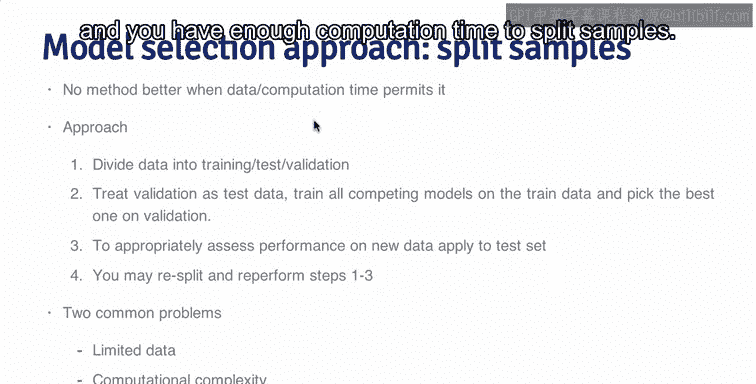 and you have enough computation time to split samples.
Model selection approach: split samples
· No method better when data/computation time permits it
· Approach
1. Divide data into training/test/validation
2. Treat validation as test data, train all competing models on the train data and pick the best
one on validation.
3. To appropriately assess performance on new data apply to test set
4. You may re-split and reperform steps 1-3
· Two common problems
- Limited data
- Computational complexity